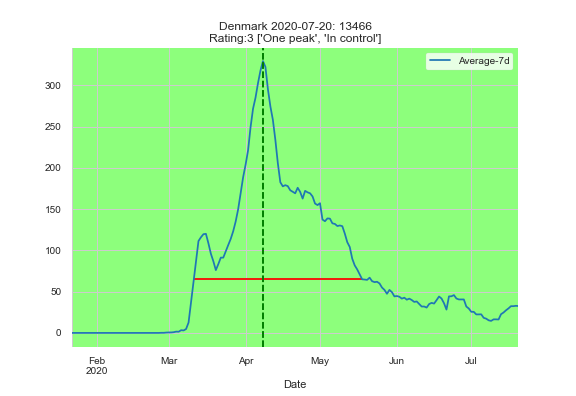 Denmark 2020-07-20: 13466
Rating:3 ['One peak', 'In control']
Average-7d
300
250
200
150
100
50
0
Feb Mar Apr May Jun Jul
2020
Date